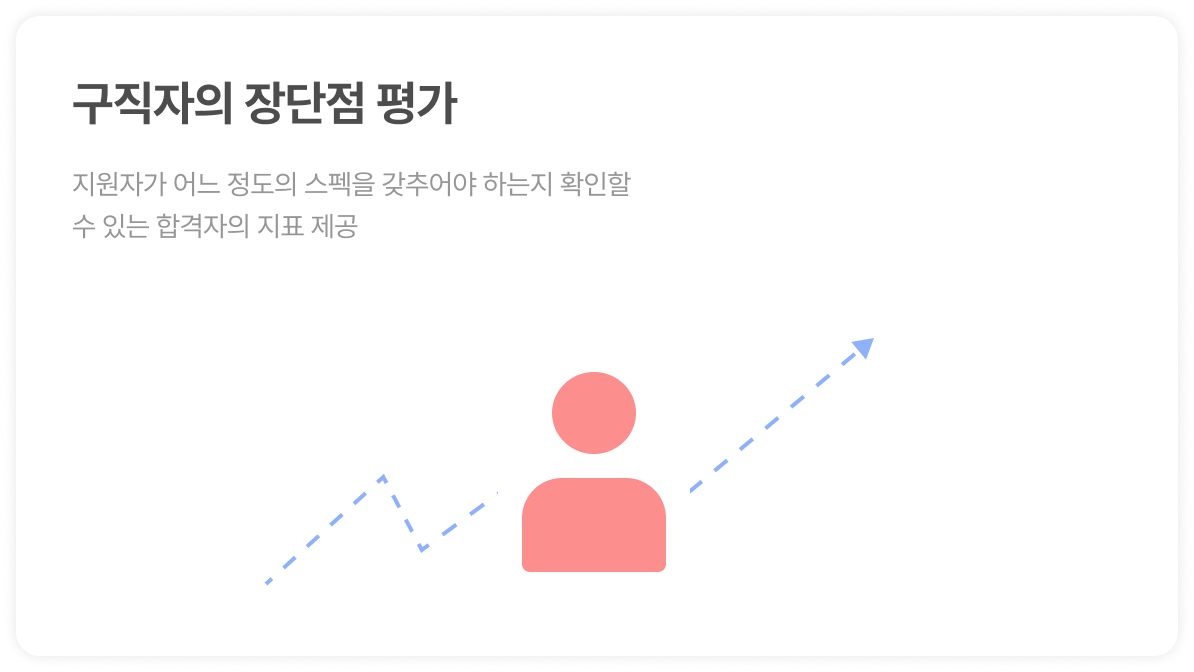 구직자의 장단점 평가
지원자가 어느 정도의 스펙을 갖추어야 하는지 확인할
수 있는 합격자의 지표 제공